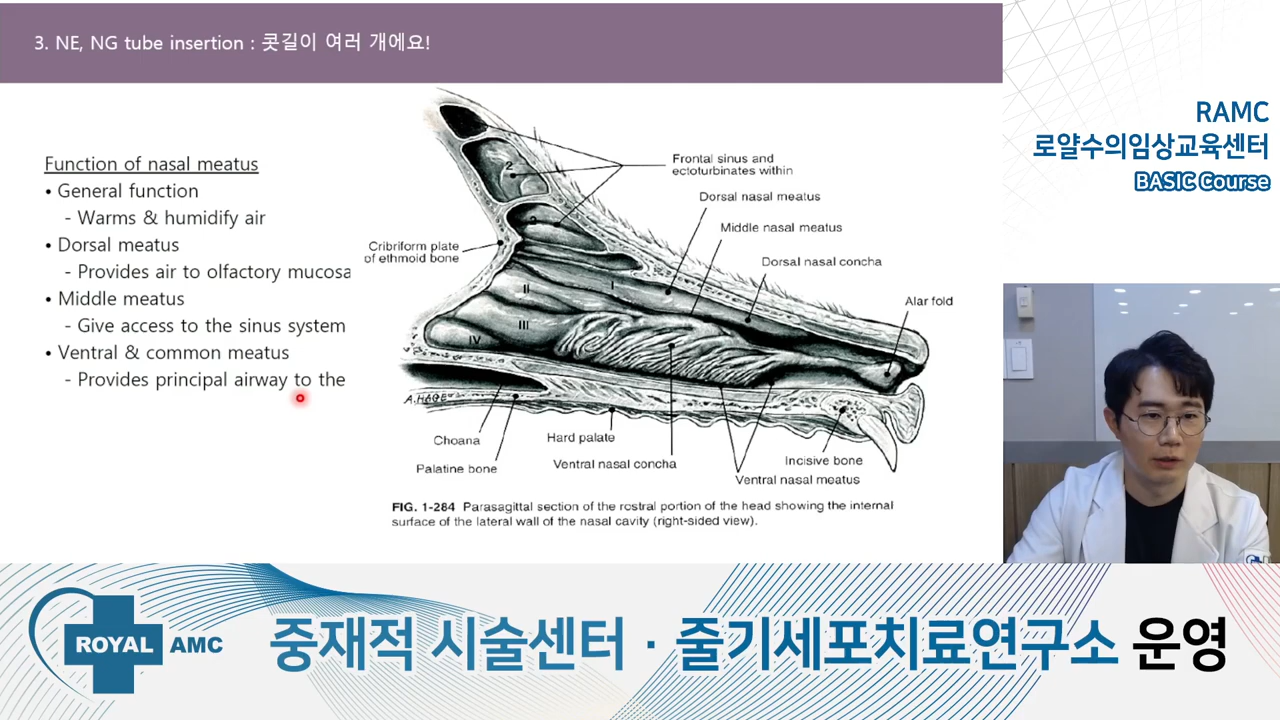 3. NE, NG tube insertion : 콧길이 여러 개에요!
RAMC
로얄수의임상교육센터
BASIC Course
Function of nasal meatus
• General function
- Warms & humidify air
• Dorsal meatus
- Provides air to olfactory mucosa
• Middle meatus
- Give access to the sinus system
• Ventral & common meatus
- Provides principal airway to the
Frontal sinus and
ectoturbinates within
Dorsal nasal meatus
Middle nasal meatus
Dorsal nasal concha
Alar fold
Cribriform plate
of ethmoid bone
2
3
I
II
III
IV
A.HAGE
Choana
Palatine bone
Hard palate
Ventral nasal concha
Incisive bone
Ventral nasal meatus
FIG. 1-284 Parasagittal section of the rostral portion of the head showing the internal
surface of the lateral wall of the nasal cavity (right-sided view).
ROYAL AMC
중재적 시술센터 · 줄기세포치료연구소 운영